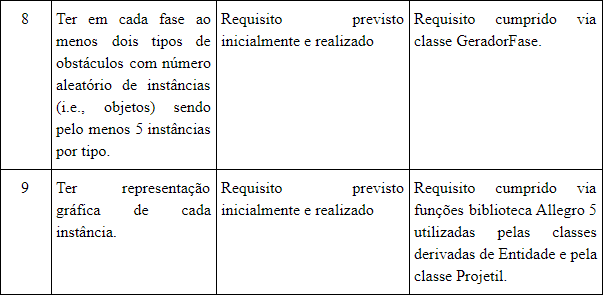 8
Ter em cada fase ao
menos dois tipos de
obstáculos com número
aleatório de instâncias
(i.e., objetos) sendo
pelo menos 5 instâncias
por tipo.
Requisito previsto
inicialmente e realizado
Requisito cumprido via
classe GeradorFase.
9
Ter representação
gráfica de cada
instância.
Requisito previsto
inicialmente e realizado
Requisito cumprido via
funções biblioteca Allegro 5
utilizadas pelas classes
derivadas de Entidade e pela
classe Projetil.